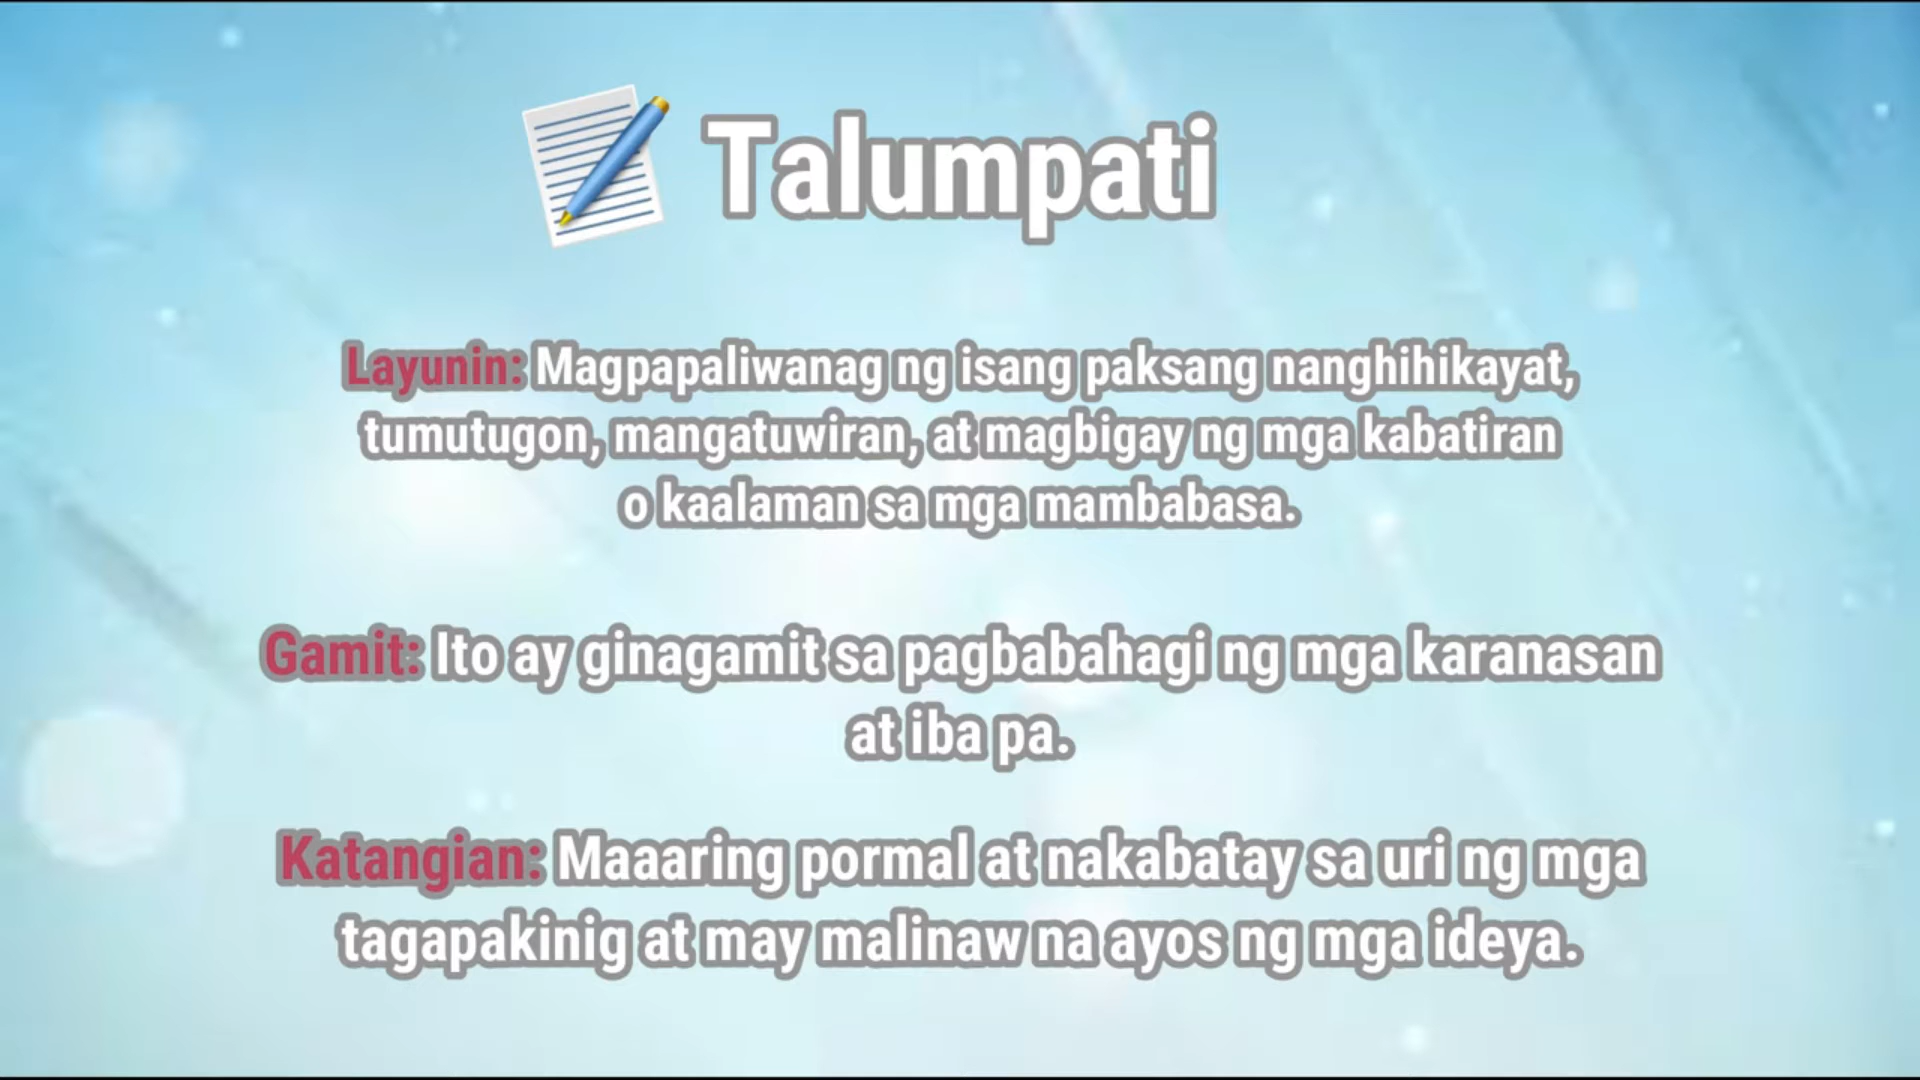 Talumpati
Layunin: Magpapaliwanag ng isang paksang nanghihikayat,
tumutugon, mangatuwiran, at magbigay ng mga kabatiran
o kaalaman sa mga mambabasa.
Gamit: Ito ay ginagamit sa pagbabahagi ng mga karanasan
at iba pa.
Katangian: Maaaring pormal at nakabatay sa uri ng mga
tagapakinig at may malinaw na ayos ng mga ideya.